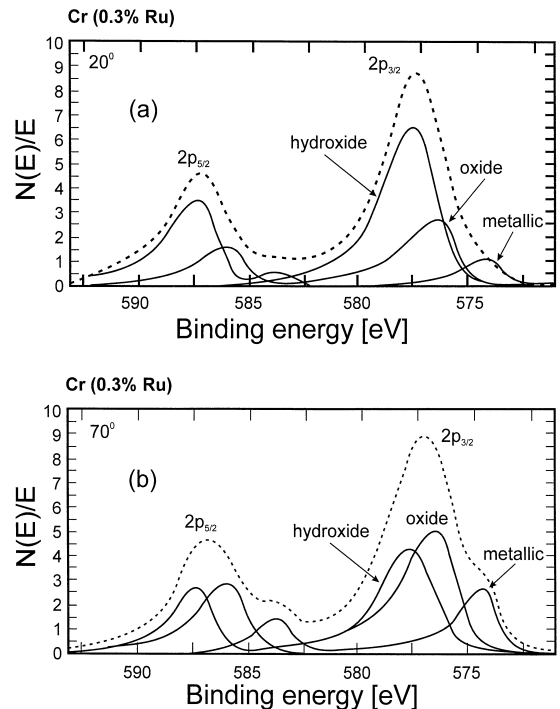 Cr (0.3% Ru)
10
9
8
7
6
5
4
3
2
1
0
N(E)/E
20⁰
(a)
2p3/2
2p5/2
hydroxide
oxide
metallic
590 585 580 575
Binding energy [eV]
Cr (0.3% Ru)
10
9
8
7
6
5
4
3
2
1
0
N(E)/E
70⁰
(b)
2p3/2
2p5/2
hydroxide
oxide
metallic
590 585 580 575
Binding energy [eV]